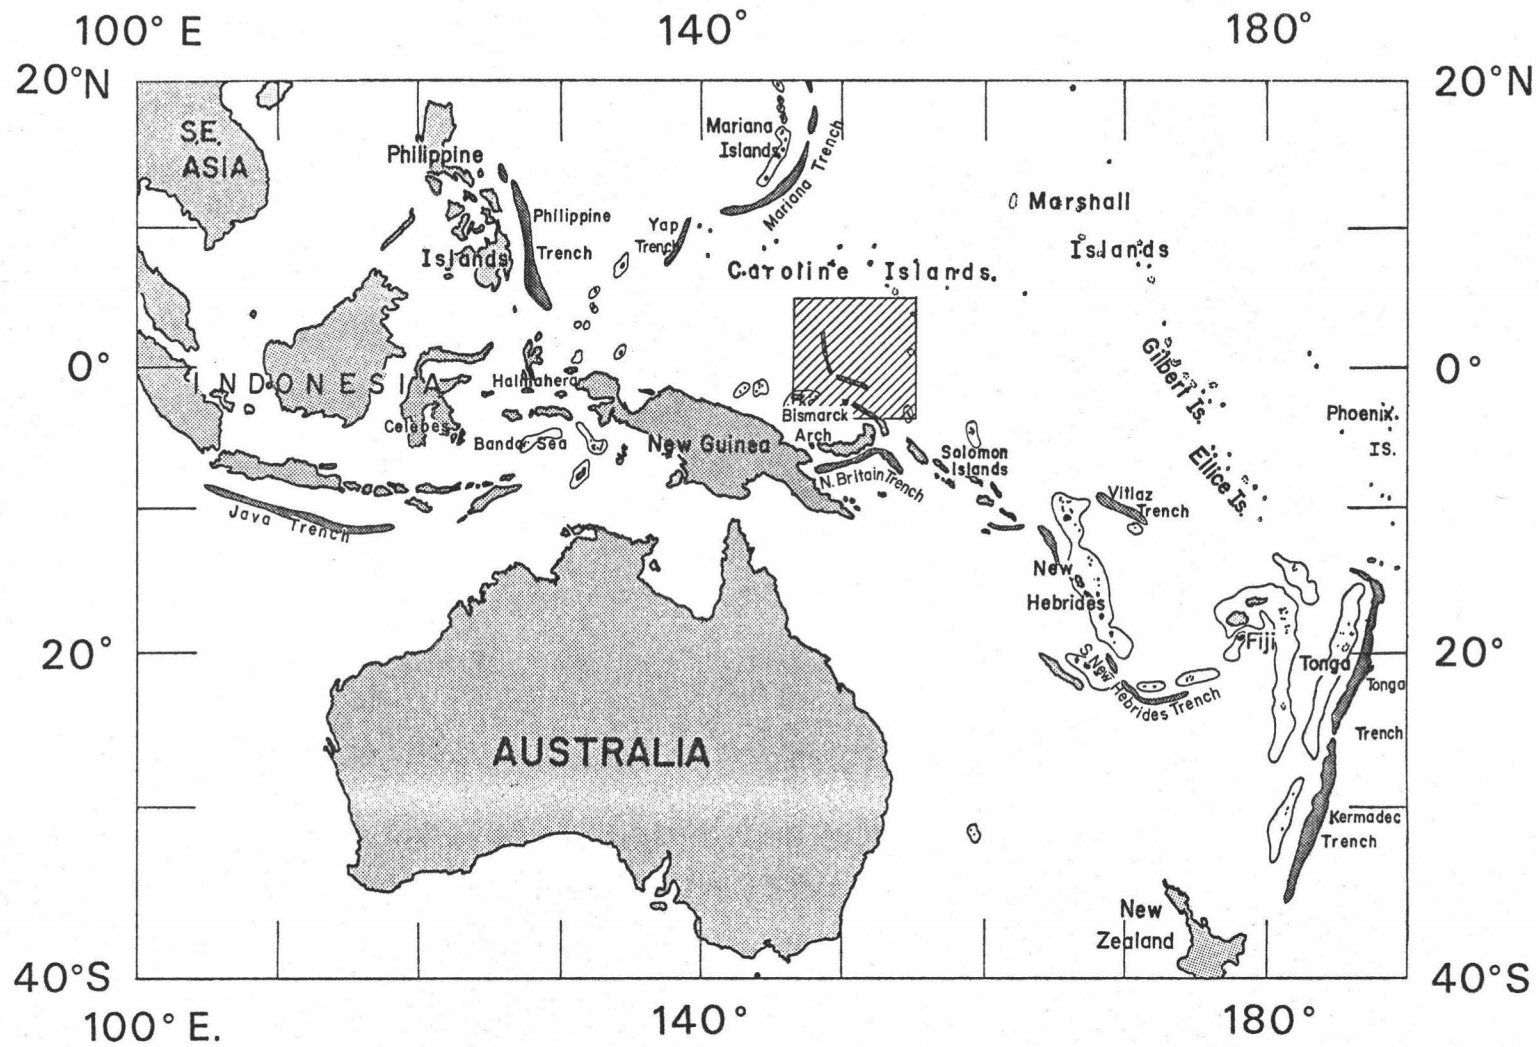 100° E 140° 180°
20°N 20°N
S.E.
ASIA
Philippine
Islands
Philippine
Trench
Mariana
Islands
Mariana Trench
Yap
Trench
Marshall
Islands
Caroline Islands.
0° 0°
INDONESIA
Halmahera
Celebes
Banda Sea
New Guinea
Bismarck
Arch
N. Britain Trench
Solomon
Islands
Gilbert Is.
Phoenix.
IS.
Ellice Is.
Java Trench
Vitiaz
Trench
New
Hebrides
20° 20°
S. New
Hebrides Trench
Fiji
Tonga
Tonga
Trench
AUSTRALIA
Kermadec
Trench
New
Zealand
40°S 40°S
100° E. 140° 180°